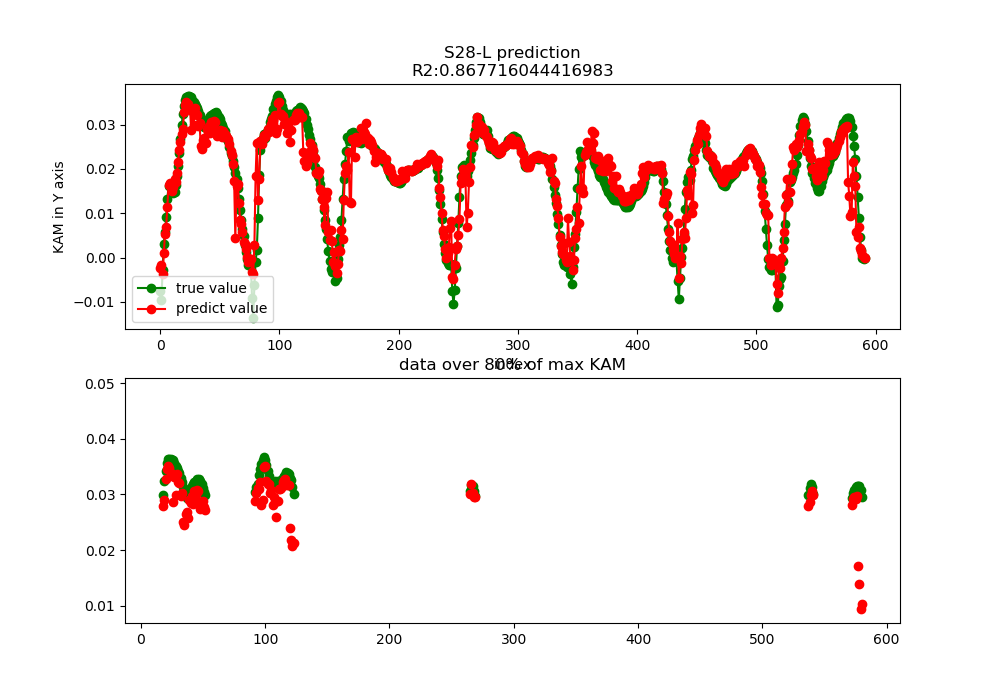 S28-L prediction
R2:0.867716044416983
KAM in Y axis
0.03
0.02
0.01
0.00
−0.01
true value
predict value
0 100 200 300 400 500 600
index
data over 80% of max KAM
0.05
0.04
0.03
0.02
0.01
0 100 200 300 400 500 600